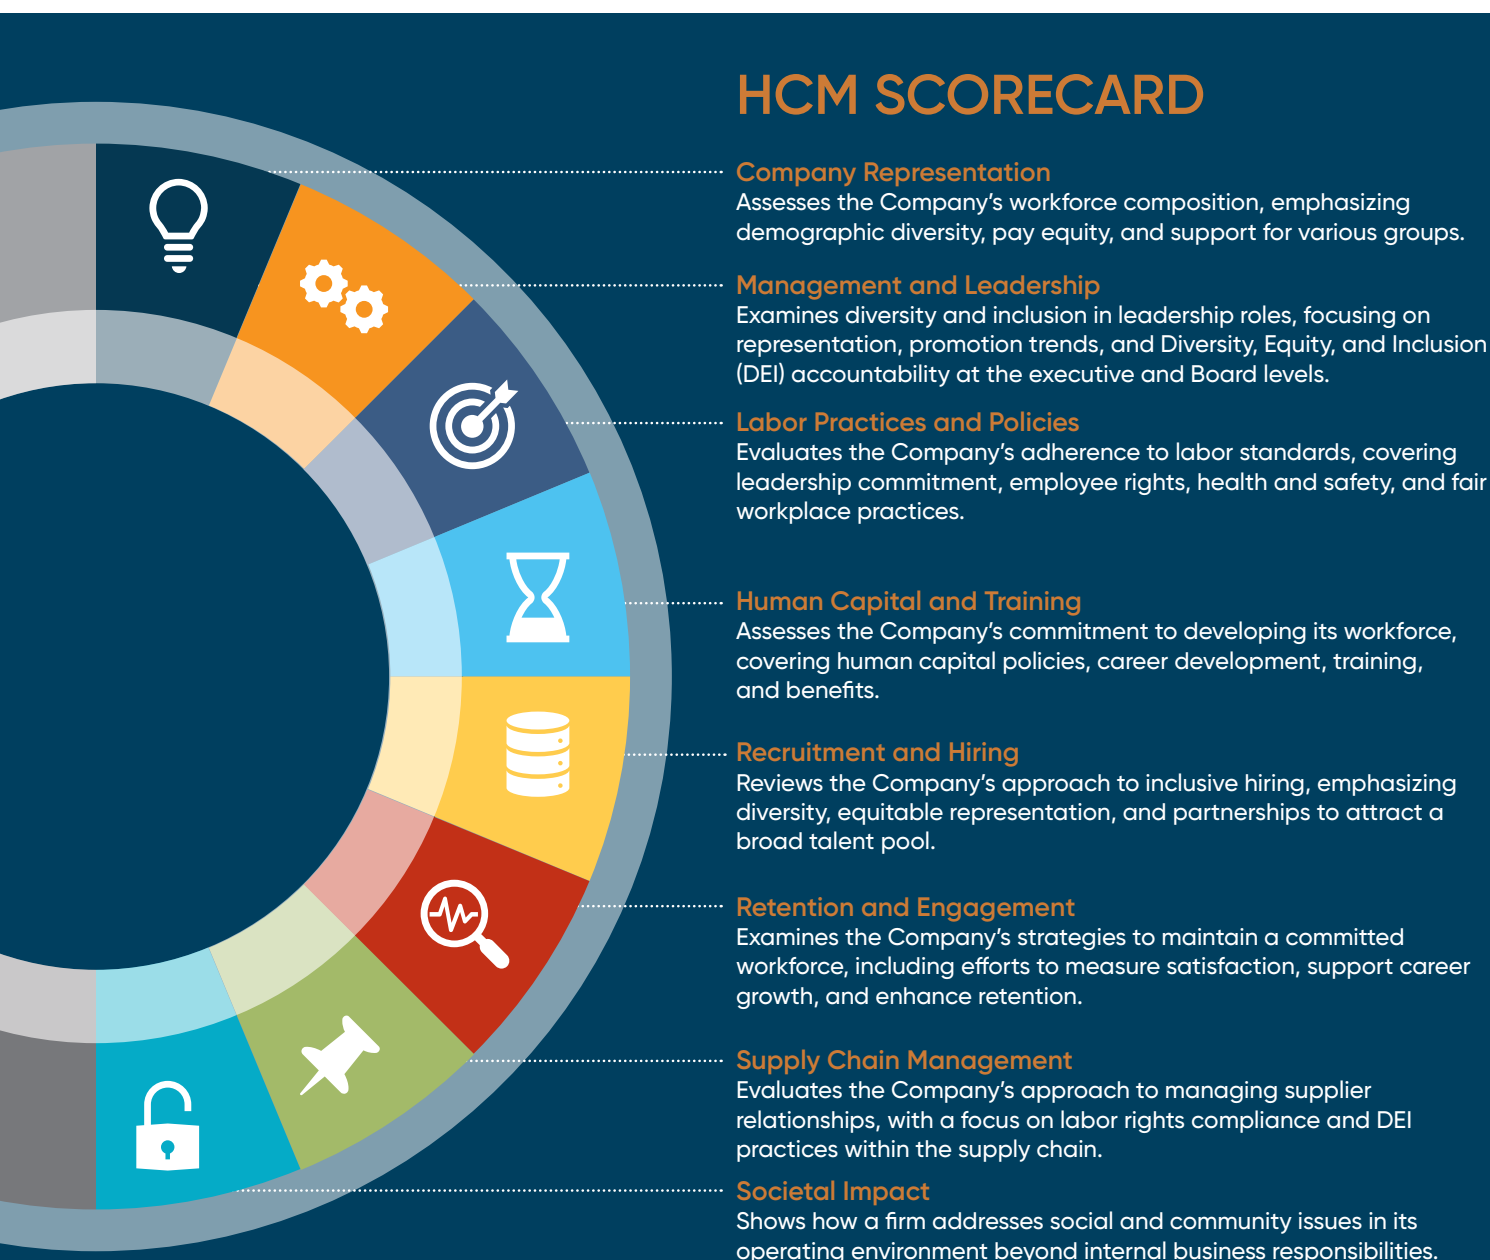 HCM SCORECARD
Company Representation
Assesses the Company's workforce composition, emphasizing
demographic diversity, pay equity, and support for various groups.
Management and Leadership
Examines diversity and inclusion in leadership roles, focusing on
representation, promotion trends, and Diversity, Equity, and Inclusion
(DEI) accountability at the executive and Board levels.
Labor Practices and Policies
Evaluates the Company's adherence to labor standards, covering
leadership commitment, employee rights, health and safety, and fair
workplace practices.
Human Capital and Training
Assesses the Company's commitment to developing its workforce,
covering human capital policies, career development, training,
and benefits.
Recruitment and Hiring
Reviews the Company's approach to inclusive hiring, emphasizing
diversity, equitable representation, and partnerships to attract a
broad talent pool.
Retention and Engagement
Examines the Company's strategies to maintain a committed
workforce, including efforts to measure satisfaction, support career
growth, and enhance retention.
Supply Chain Management
Evaluates the Company's approach to managing supplier
relationships, with a focus on labor rights compliance and DEI
practices within the supply chain.
Societal Impact
Shows how a firm addresses social and community issues in its
operating environment beyond internal business responsibilities.